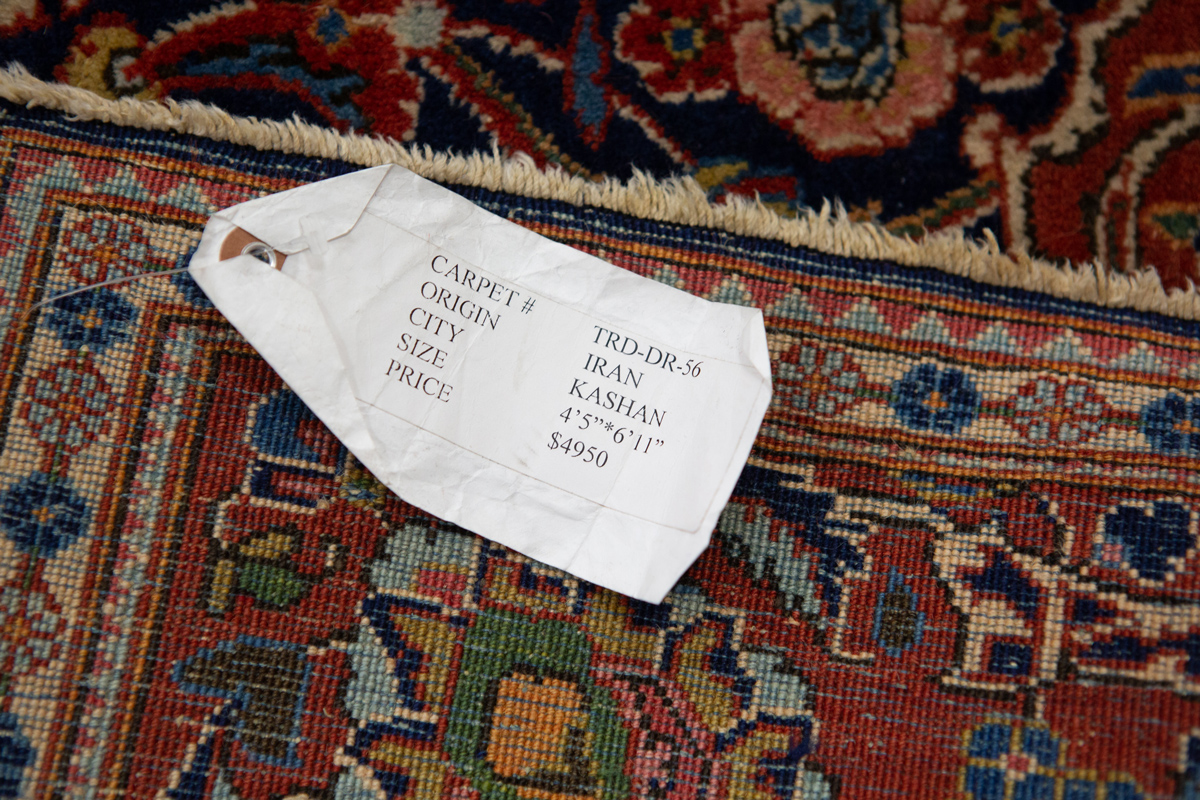 CARPET # TRD-DR-56
ORIGIN IRAN
CITY KASHAN
SIZE 4'5"*6'11"
PRICE $4950